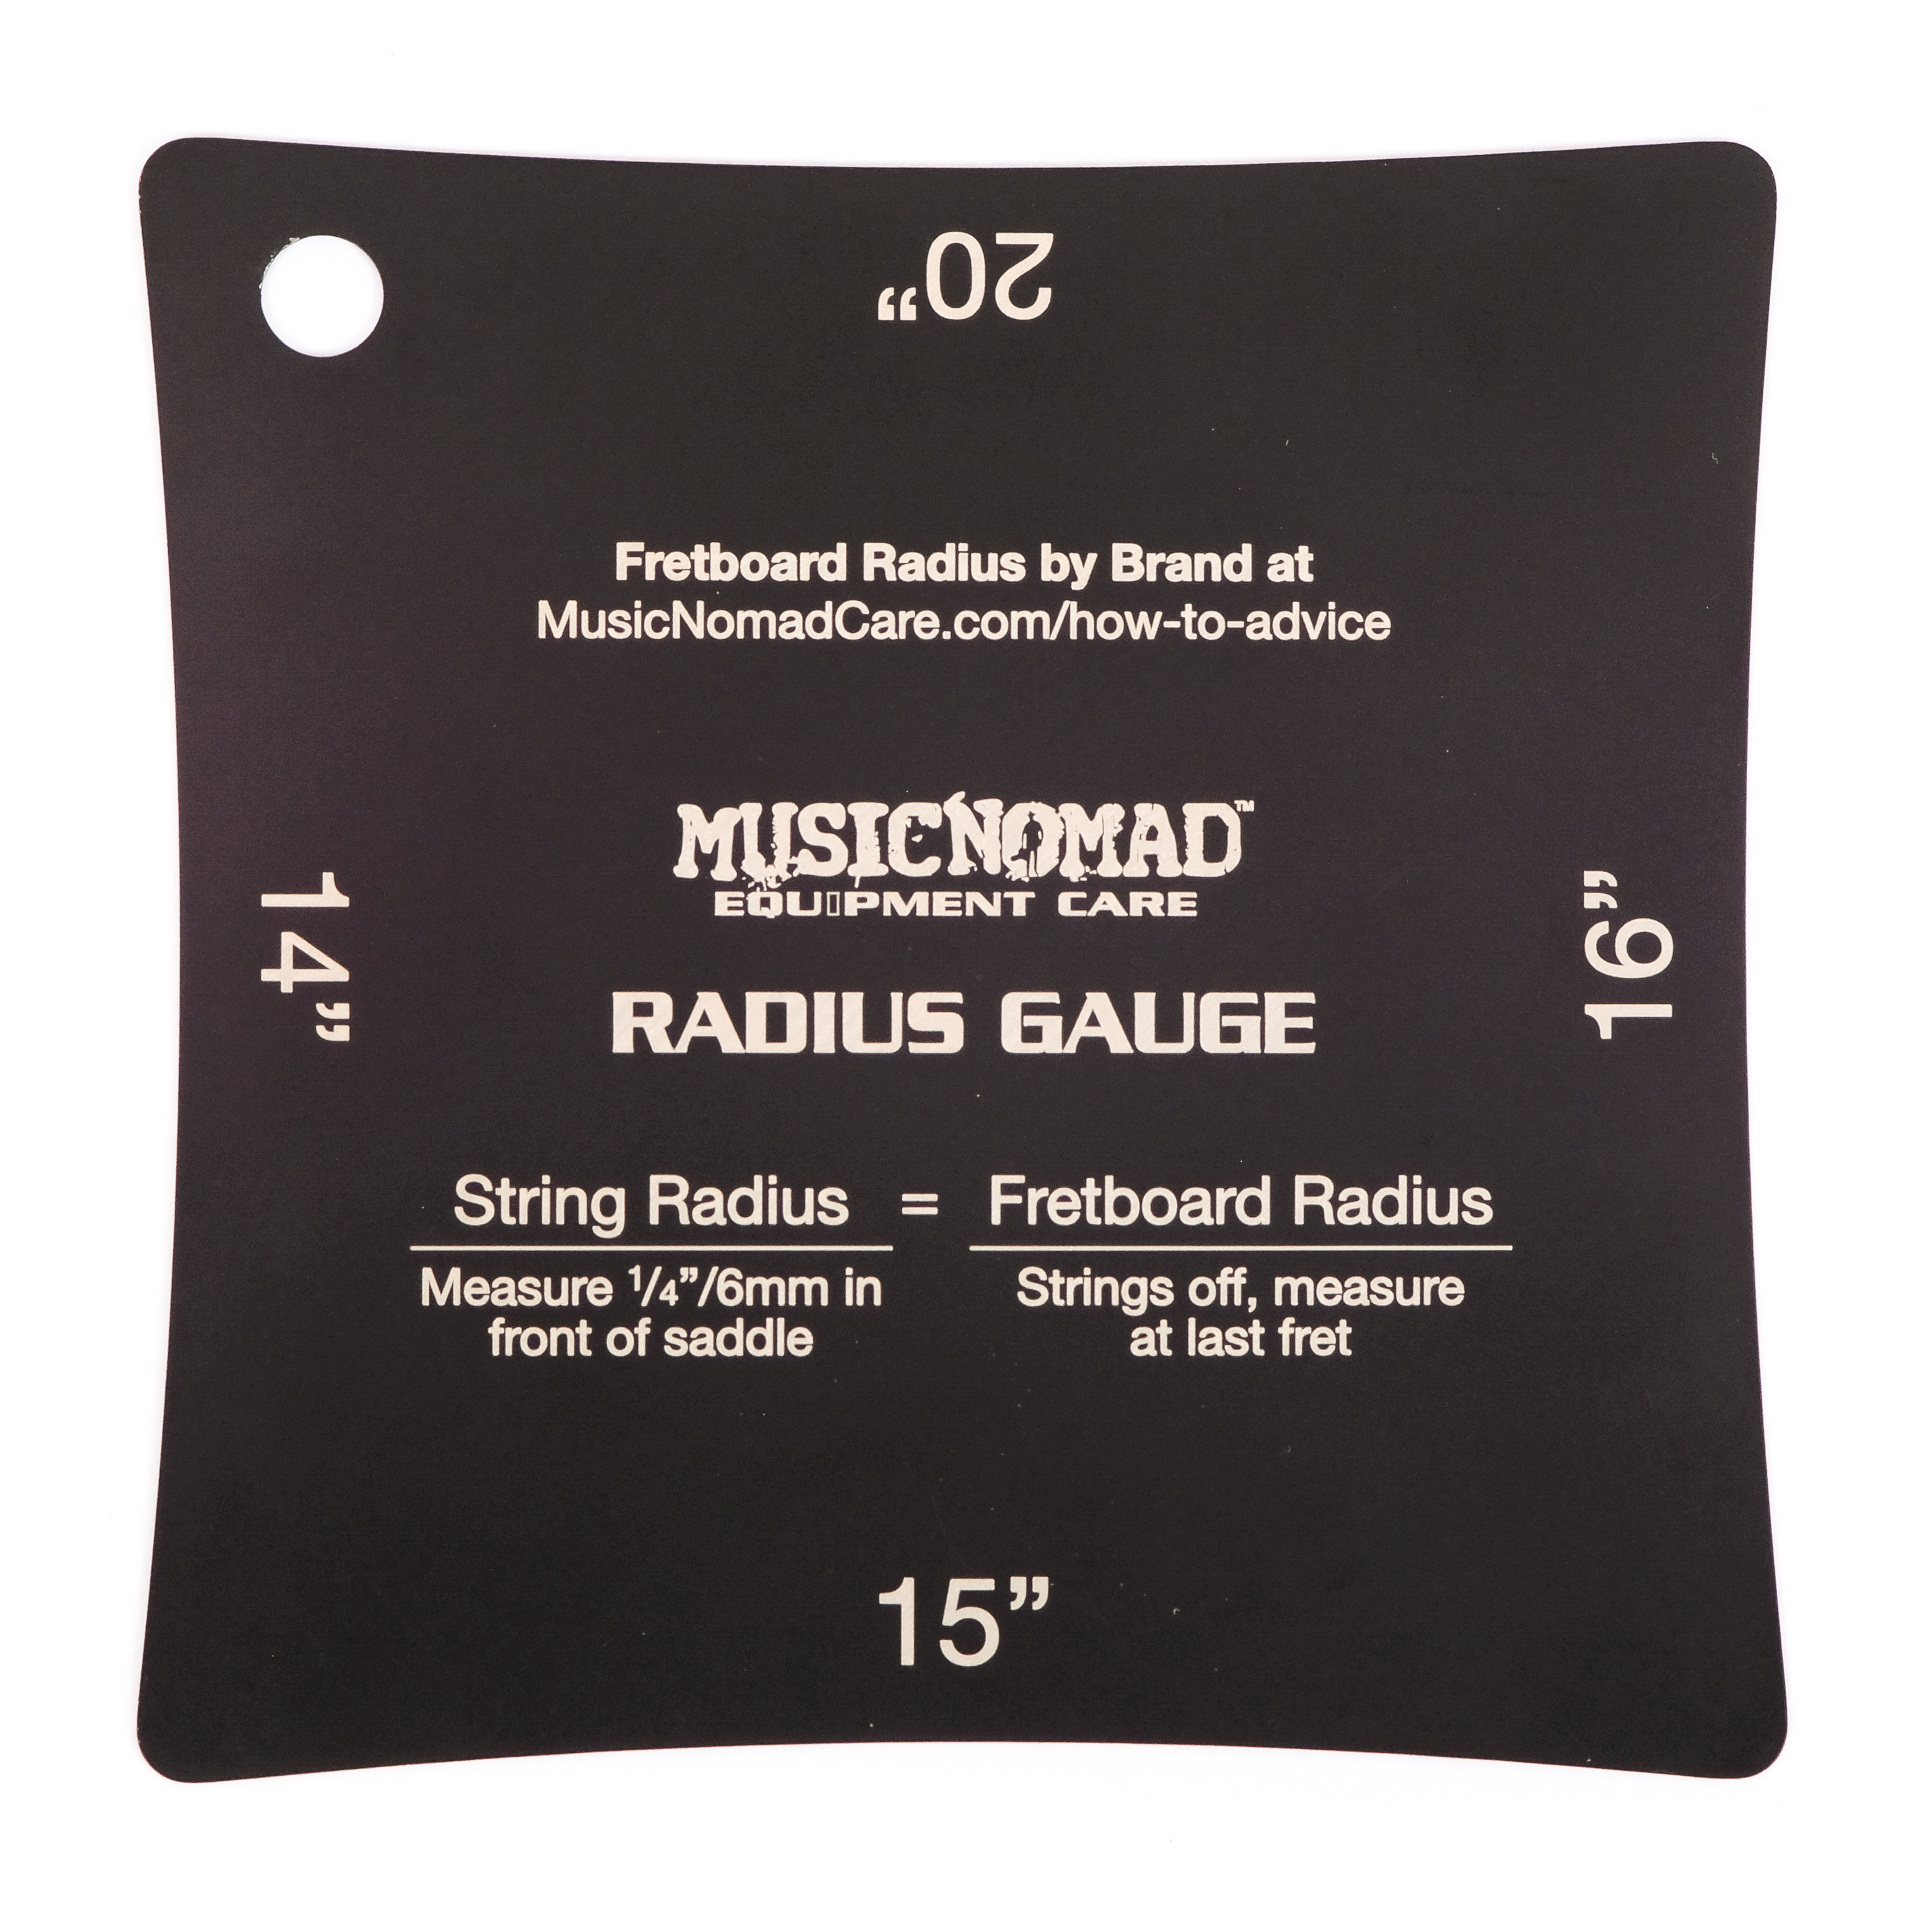 20”
Fretboard Radius by Brand at
MusicNomadCare.com/how-to-advice
MUSICNOMAD™
EQUIPMENT CARE
14”
16”
RADIUS GAUGE
String Radius = Fretboard Radius
Measure ¼”/6mm in
front of saddle
Strings off, measure
at last fret
15”